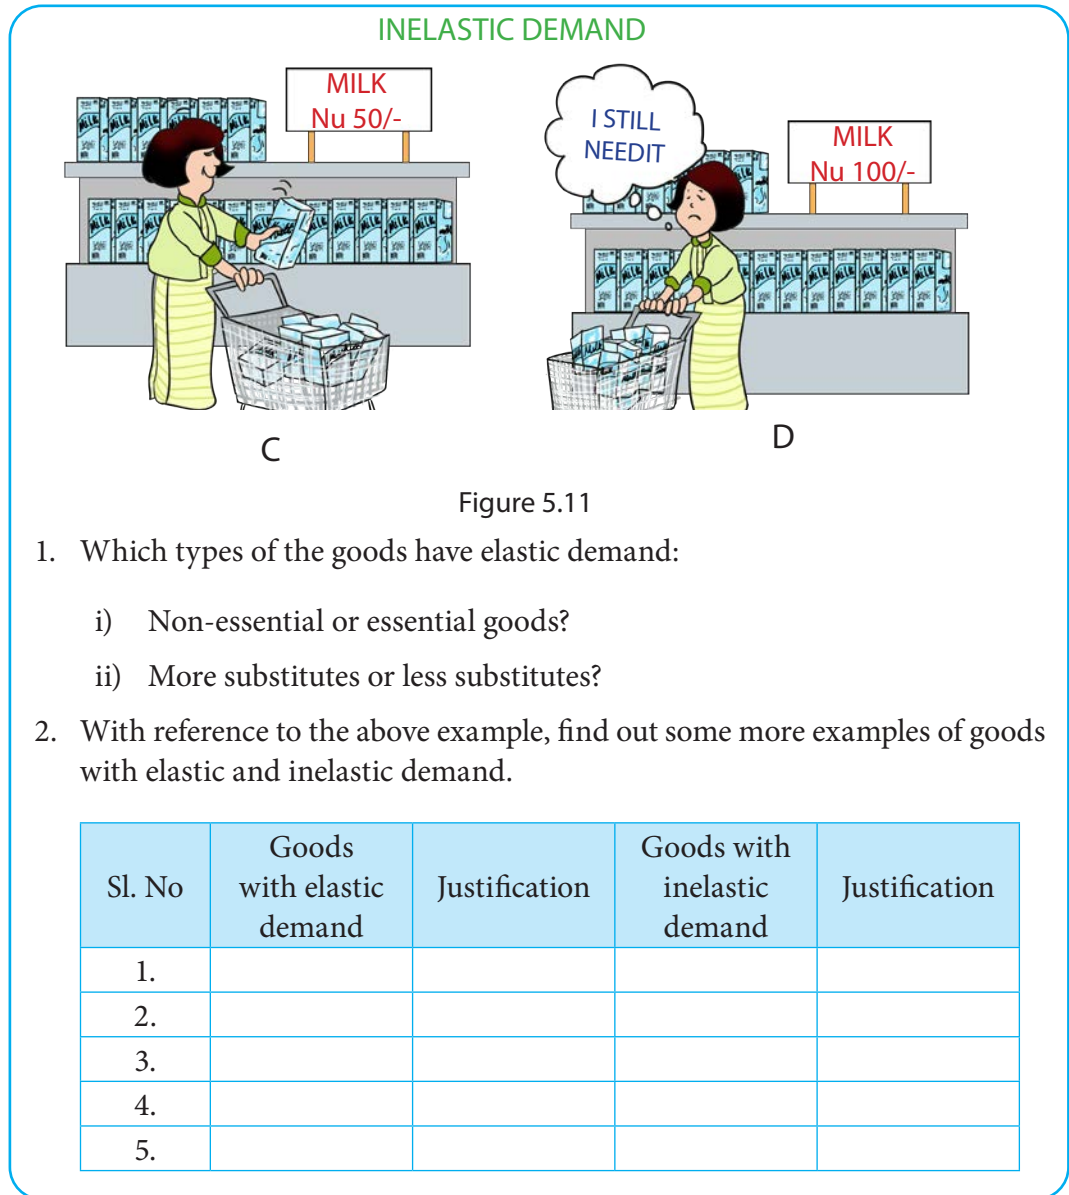 INELASTIC DEMAND
MILK
Nu 50/-
I STILL
NEEDIT
MILK
Nu 100/-
C
D
Figure 5.11
1. Which types of the goods have elastic demand:
i) Non-essential or essential goods?
ii) More substitutes or less substitutes?
2. With reference to the above example, find out some more examples of goods
with elastic and inelastic demand.
Sl. No
Goods
with elastic
demand
Justification
Goods with
inelastic
demand
Justification
1.
2.
3.
4.
5.